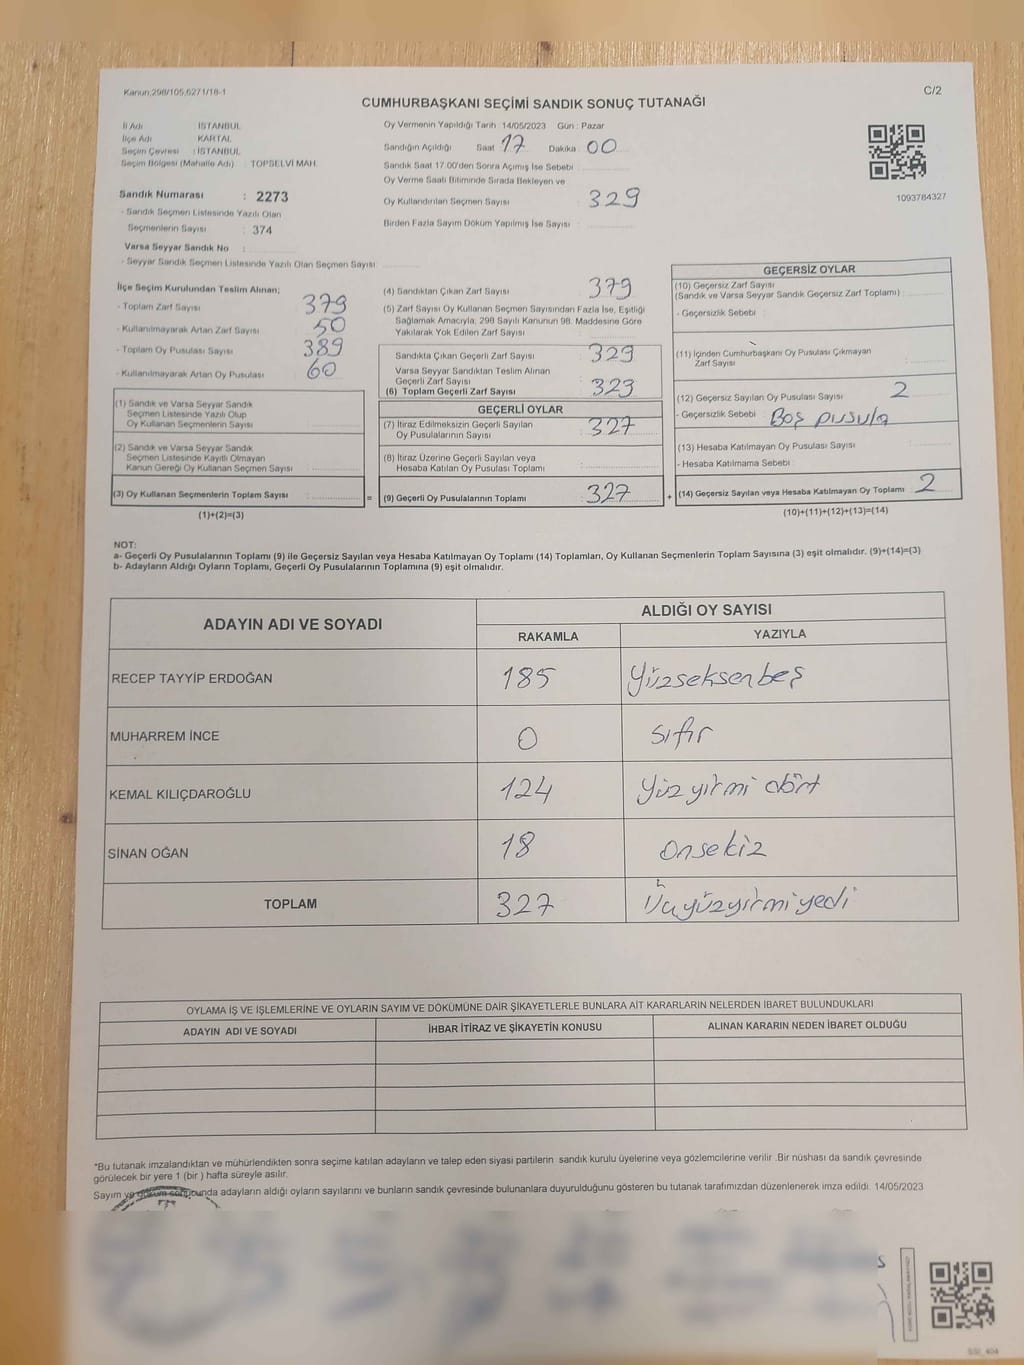 Kanun:298/105,6271/18-1
C/2
CUMHURBAŞKANI SEÇİMİ SANDIK SONUÇ TUTANAĞI
İl Adı : İSTANBUL
İlçe Adı : KARTAL
Seçim Çevresi : İSTANBUL
Seçim Bölgesi (Mahalle Adı) : TOPSELVİ MAH.
Sandık Numarası : 2273
- Sandık Seçmen Listesinde Yazılı Olan
Seçmenlerin Sayısı : 374
Varsa Seyyar Sandık No :
- Seyyar Sandık Seçmen Listesinde Yazılı Olan Seçmen Sayısı:
Oy Vermenin Yapıldığı Tarih : 14/05/2023 Gün : Pazar
Sandığın Açıldığı Saat : 17 Dakika : 00
Sandık Saat 17.00'den Sonra Açımış İse Sebebi :
Oy Verme Saati Bitiminde Sırada Bekleyen ve
Oy Kullandırılan Seçmen Sayısı : 329
Birden Fazla Sayım Döküm Yapılmış İse Sayısı :
1093784327
İlçe Seçim Kurulundan Teslim Alınan;
- Toplam Zarf Sayısı : 379
- Kullanılmayarak Artan Zarf Sayısı : 50
- Toplam Oy Pusulası Sayısı : 389
- Kullanılmayarak Artan Oy Pusulası : 60
(1) Sandık ve Varsa Seyyar Sandık
Seçmen Listesinde Yazılı Olup
Oy Kullanan Seçmenlerin Sayısı :
(2) Sandık ve Varsa Seyyar Sandık
Seçmen Listesinde Kayıtlı Olmayan
Kanun Gereği Oy Kullanan Seçmen Sayısı :
(3) Oy Kullanan Seçmenlerin Toplam Sayısı :
(1)+(2)=(3)
(4) Sandıktan Çıkan Zarf Sayısı : 379
(5) Zarf Sayısı Oy Kullanan Seçmen Sayısından Fazla İse, Eşitliği
Sağlamak Amacıyla; 298 Sayılı Kanunun 98. Maddesine Göre
Yakılarak Yok Edilen Zarf Sayısı :
Sandıkta Çıkan Geçerli Zarf Sayısı : 329
Varsa Seyyar Sandıktan Teslim Alınan
Geçerli Zarf Sayısı
(6) Toplam Geçerli Zarf Sayısı : 323
GEÇERLİ OYLAR
(7) İtiraz Edilmeksizin Geçerli Sayılan
Oy Pusulalarının Sayısı : 327
(8) İtiraz Üzerine Geçerli Sayılan veya
Hesaba Katılan Oy Pusulası Toplamı :
= (9) Geçerli Oy Pusulalarının Toplamı : 327
GEÇERSİZ OYLAR
(10) Geçersiz Zarf Sayısı
(Sandık ve Varsa Seyyar Sandık Geçersiz Zarf Toplamı) :
- Geçersizlik Sebebi :
(11) İçinden Cumhurbaşkanı Oy Pusulası Çıkmayan
Zarf Sayısı :
(12) Geçersiz Sayılan Oy Pusulası Sayısı : 2
- Geçersizlik Sebebi : Boş pusula
(13) Hesaba Katılmayan Oy Pusulası Sayısı :
- Hesaba Katılmama Sebebi :
+ (14) Geçersiz Sayılan veya Hesaba Katılmayan Oy Toplamı : 2
(10)+(11)+(12)+(13)=(14)
NOT:
a- Geçerli Oy Pusulalarının Toplamı (9) ile Geçersiz Sayılan veya Hesaba Katılmayan Oy Toplamı (14) Toplamları, Oy Kullanan Seçmenlerin Toplam Sayısına (3) eşit olmalıdır. (9)+(14)=(3)
b- Adayların Aldığı Oyların Toplamı, Geçerli Oy Pusulalarının Toplamına (9) eşit olmalıdır.
ADAYIN ADI VE SOYADI
ALDIĞI OY SAYISI
RAKAMLA YAZIYLA
RECEP TAYYİP ERDOĞAN 185 Yüzseksenbeş
MUHARREM İNCE 0 sıfır
KEMAL KILIÇDAROĞLU 124 Yüz yirmi dört
SİNAN OĞAN 18 onsekiz
TOPLAM 327 Üçyüzyirmiyedi
OYLAMA İŞ VE İŞLEMLERİNE VE OYLARIN SAYIM VE DÖKÜMÜNE DAİR ŞİKAYETLERLE BUNLARA AİT KARARLARIN NELERDEN İBARET BULUNDUKLARI
ADAYIN ADI VE SOYADI İHBAR İTİRAZ VE ŞİKAYETİN KONUSU ALINAN KARARIN NEDEN İBARET OLDUĞU
*Bu tutanak imzalandıktan ve mühürlendikten sonra seçime katılan adayların ve talep eden siyasi partilerin sandık kurulu üyelerine veya gözlemcilerine verilir .Bir nüshası da sandık çevresinde
görülecek bir yere 1 (bir ) hafta süreyle asılır.
Sayım ve döküm sonucunda adayların aldığı oyların sayılarını ve bunların sandık çevresinde bulunanlara duyurulduğunu gösteren bu tutanak tarafımızdan düzenlenerek imza edildi. 14/05/2023